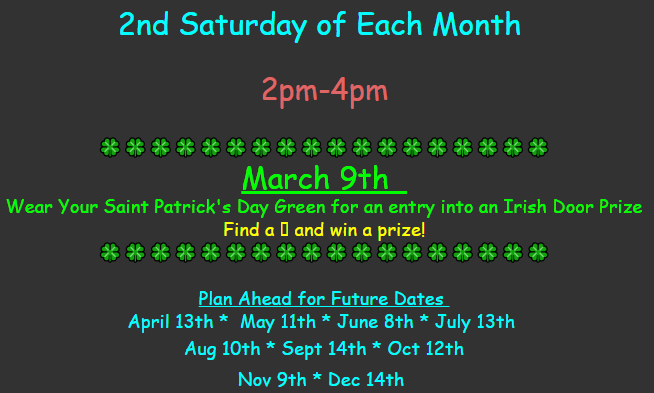 2nd Saturday of Each Month
2pm-4pm
🍀🍀🍀🍀🍀🍀🍀🍀🍀🍀🍀🍀🍀🍀🍀🍀🍀🍀
March 9th
Wear Your Saint Patrick's Day Green for an entry into an Irish Door Prize
Find a ▯ and win a prize!
🍀🍀🍀🍀🍀🍀🍀🍀🍀🍀🍀🍀🍀🍀🍀🍀🍀🍀
Plan Ahead for Future Dates
April 13th * May 11th * June 8th * July 13th
Aug 10th * Sept 14th * Oct 12th
Nov 9th * Dec 14th